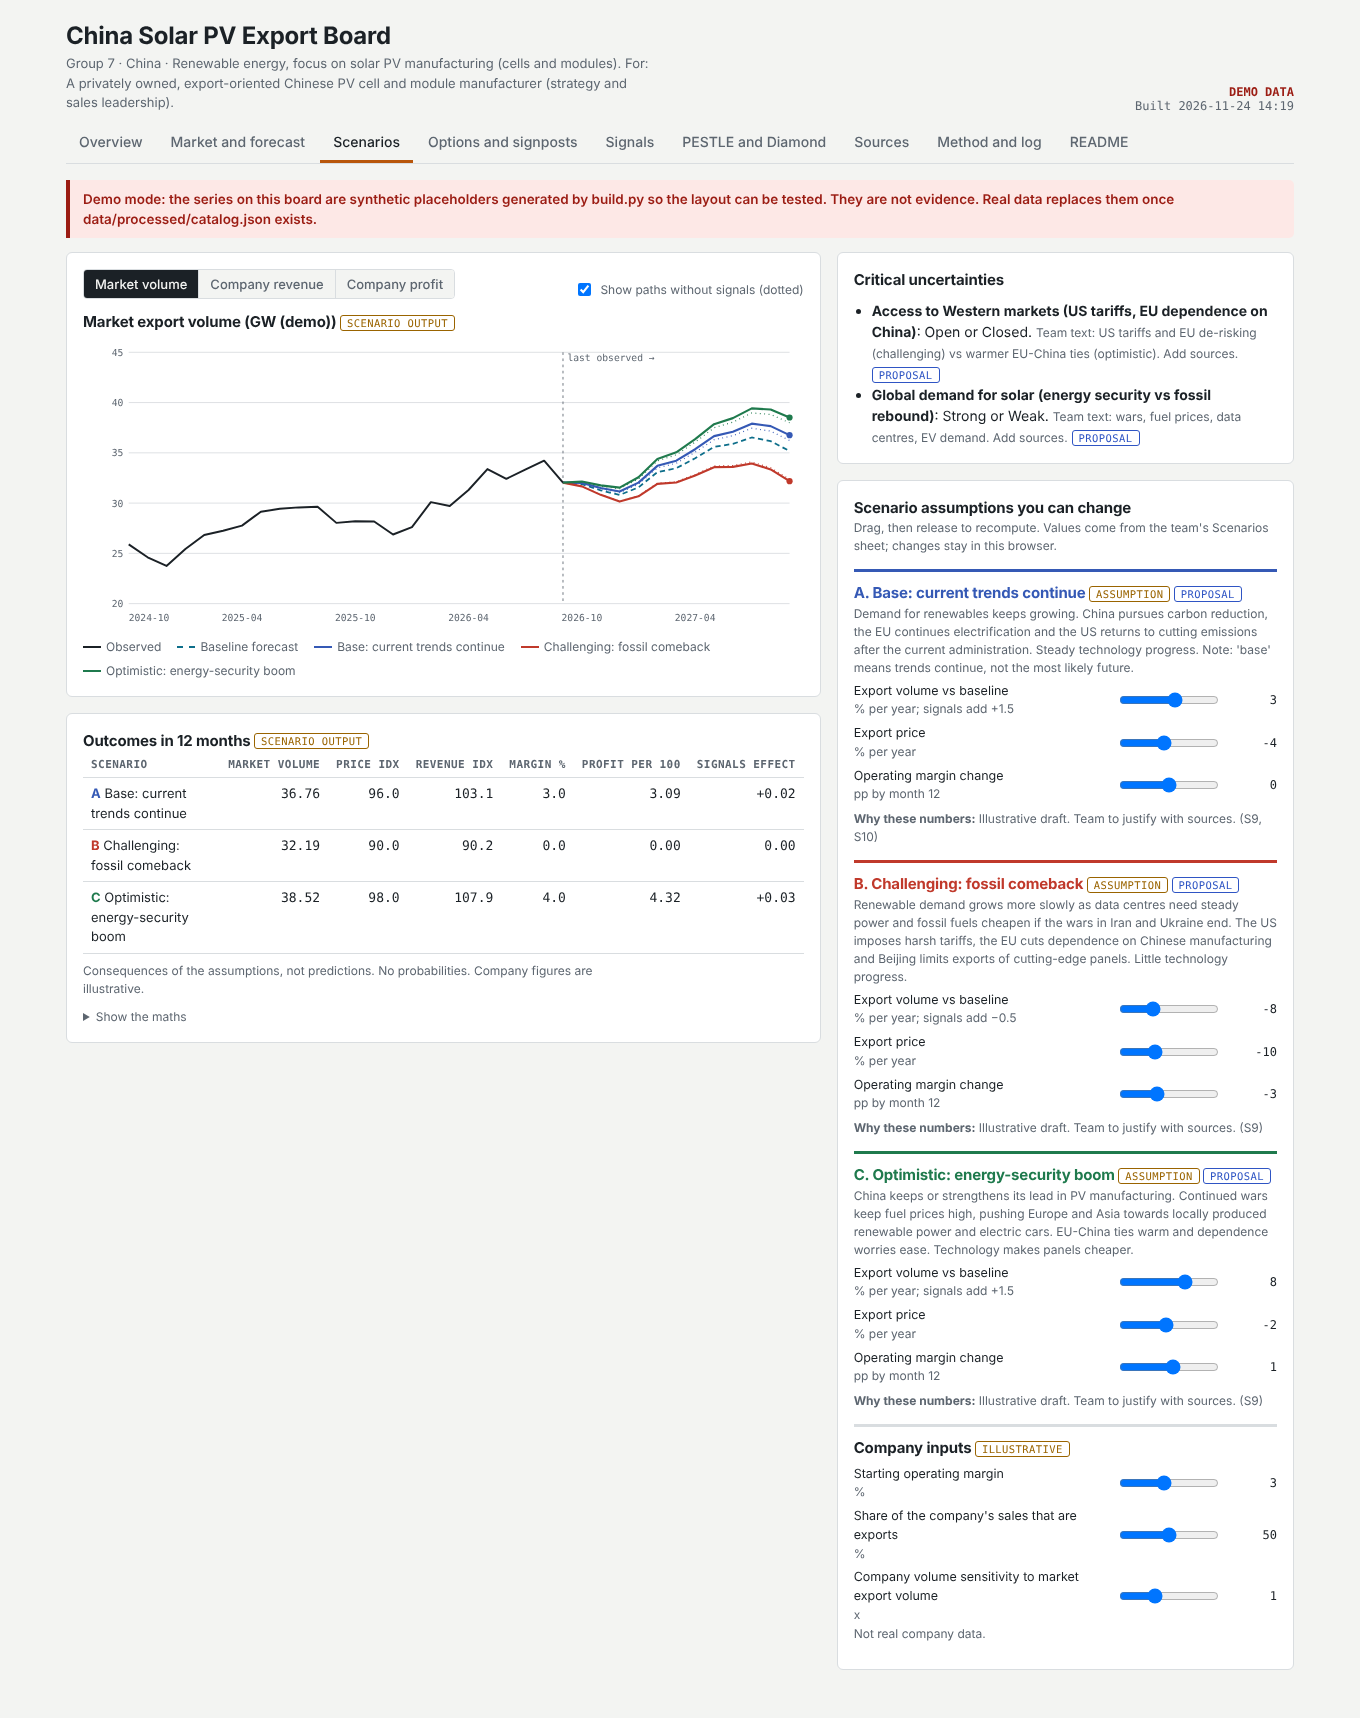 China Solar PV Export Board
Group 7 · China · Renewable energy, focus on solar PV manufacturing (cells and modules). For:
A privately owned, export-oriented Chinese PV cell and module manufacturer (strategy and
sales leadership).
DEMO DATA
Built 2026-11-24 14:19
Overview Market and forecast Scenarios Options and signposts Signals PESTLE and Diamond Sources Method and log README
Demo mode: the series on this board are synthetic placeholders generated by build.py so the layout can be tested. They are not evidence. Real data replaces them once
data/processed/catalog.json exists.
Market volume Company revenue Company profit
Show paths without signals (dotted)
Market export volume (GW (demo)) SCENARIO OUTPUT
45
last observed →
40
35
30
25
20
2024-10 2025-04 2025-10 2026-04 2026-10 2027-04
Observed Baseline forecast Base: current trends continue Challenging: fossil comeback
Optimistic: energy-security boom
Outcomes in 12 months SCENARIO OUTPUT
SCENARIO MARKET VOLUME PRICE IDX REVENUE IDX MARGIN % PROFIT PER 100 SIGNALS EFFECT
A Base: current 36.76 96.0 103.1 3.0 3.09 +0.02
trends continue
B Challenging: 32.19 90.0 90.2 0.0 0.00 0.00
fossil comeback
C Optimistic: 38.52 98.0 107.9 4.0 4.32 +0.03
energy-security
boom
Consequences of the assumptions, not predictions. No probabilities. Company figures are
illustrative.
Show the maths
Critical uncertainties
• Access to Western markets (US tariffs, EU dependence on
China): Open or Closed. Team text: US tariffs and EU de-risking
(challenging) vs warmer EU-China ties (optimistic). Add sources.
PROPOSAL
• Global demand for solar (energy security vs fossil
rebound): Strong or Weak. Team text: wars, fuel prices, data
centres, EV demand. Add sources. PROPOSAL
Scenario assumptions you can change
Drag, then release to recompute. Values come from the team's Scenarios
sheet; changes stay in this browser.
A. Base: current trends continue ASSUMPTION PROPOSAL
Demand for renewables keeps growing. China pursues carbon reduction,
the EU continues electrification and the US returns to cutting emissions
after the current administration. Steady technology progress. Note: 'base'
means trends continue, not the most likely future.
Export volume vs baseline
% per year; signals add +1.5
3
Export price
% per year
-4
Operating margin change
pp by month 12
0
Why these numbers: Illustrative draft. Team to justify with sources. (S9,
S10)
B. Challenging: fossil comeback ASSUMPTION PROPOSAL
Renewable demand grows more slowly as data centres need steady
power and fossil fuels cheapen if the wars in Iran and Ukraine end. The US
imposes harsh tariffs, the EU cuts dependence on Chinese manufacturing
and Beijing limits exports of cutting-edge panels. Little technology
progress.
Export volume vs baseline
% per year; signals add −0.5
-8
Export price
% per year
-10
Operating margin change
pp by month 12
-3
Why these numbers: Illustrative draft. Team to justify with sources. (S9)
C. Optimistic: energy-security boom ASSUMPTION PROPOSAL
China keeps or strengthens its lead in PV manufacturing. Continued wars
keep fuel prices high, pushing Europe and Asia towards locally produced
renewable power and electric cars. EU-China ties warm and dependence
worries ease. Technology makes panels cheaper.
Export volume vs baseline
% per year; signals add +1.5
8
Export price
% per year
-2
Operating margin change
pp by month 12
1
Why these numbers: Illustrative draft. Team to justify with sources. (S9)
Company inputs ILLUSTRATIVE
Starting operating margin
%
3
Share of the company's sales that are
exports
%
50
Company volume sensitivity to market
export volume
x
1
Not real company data.